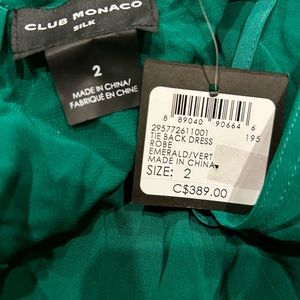 CLUB MONACO
SILK
2
MADE IN CHINA/
FABRIQUÉ EN CHINE
8 89040 90664 6
295772611001 195
TIE BACK DRESS
ROBE
EMERALD/VERT
MADE IN CHINA
SIZE: 2
C$389.00